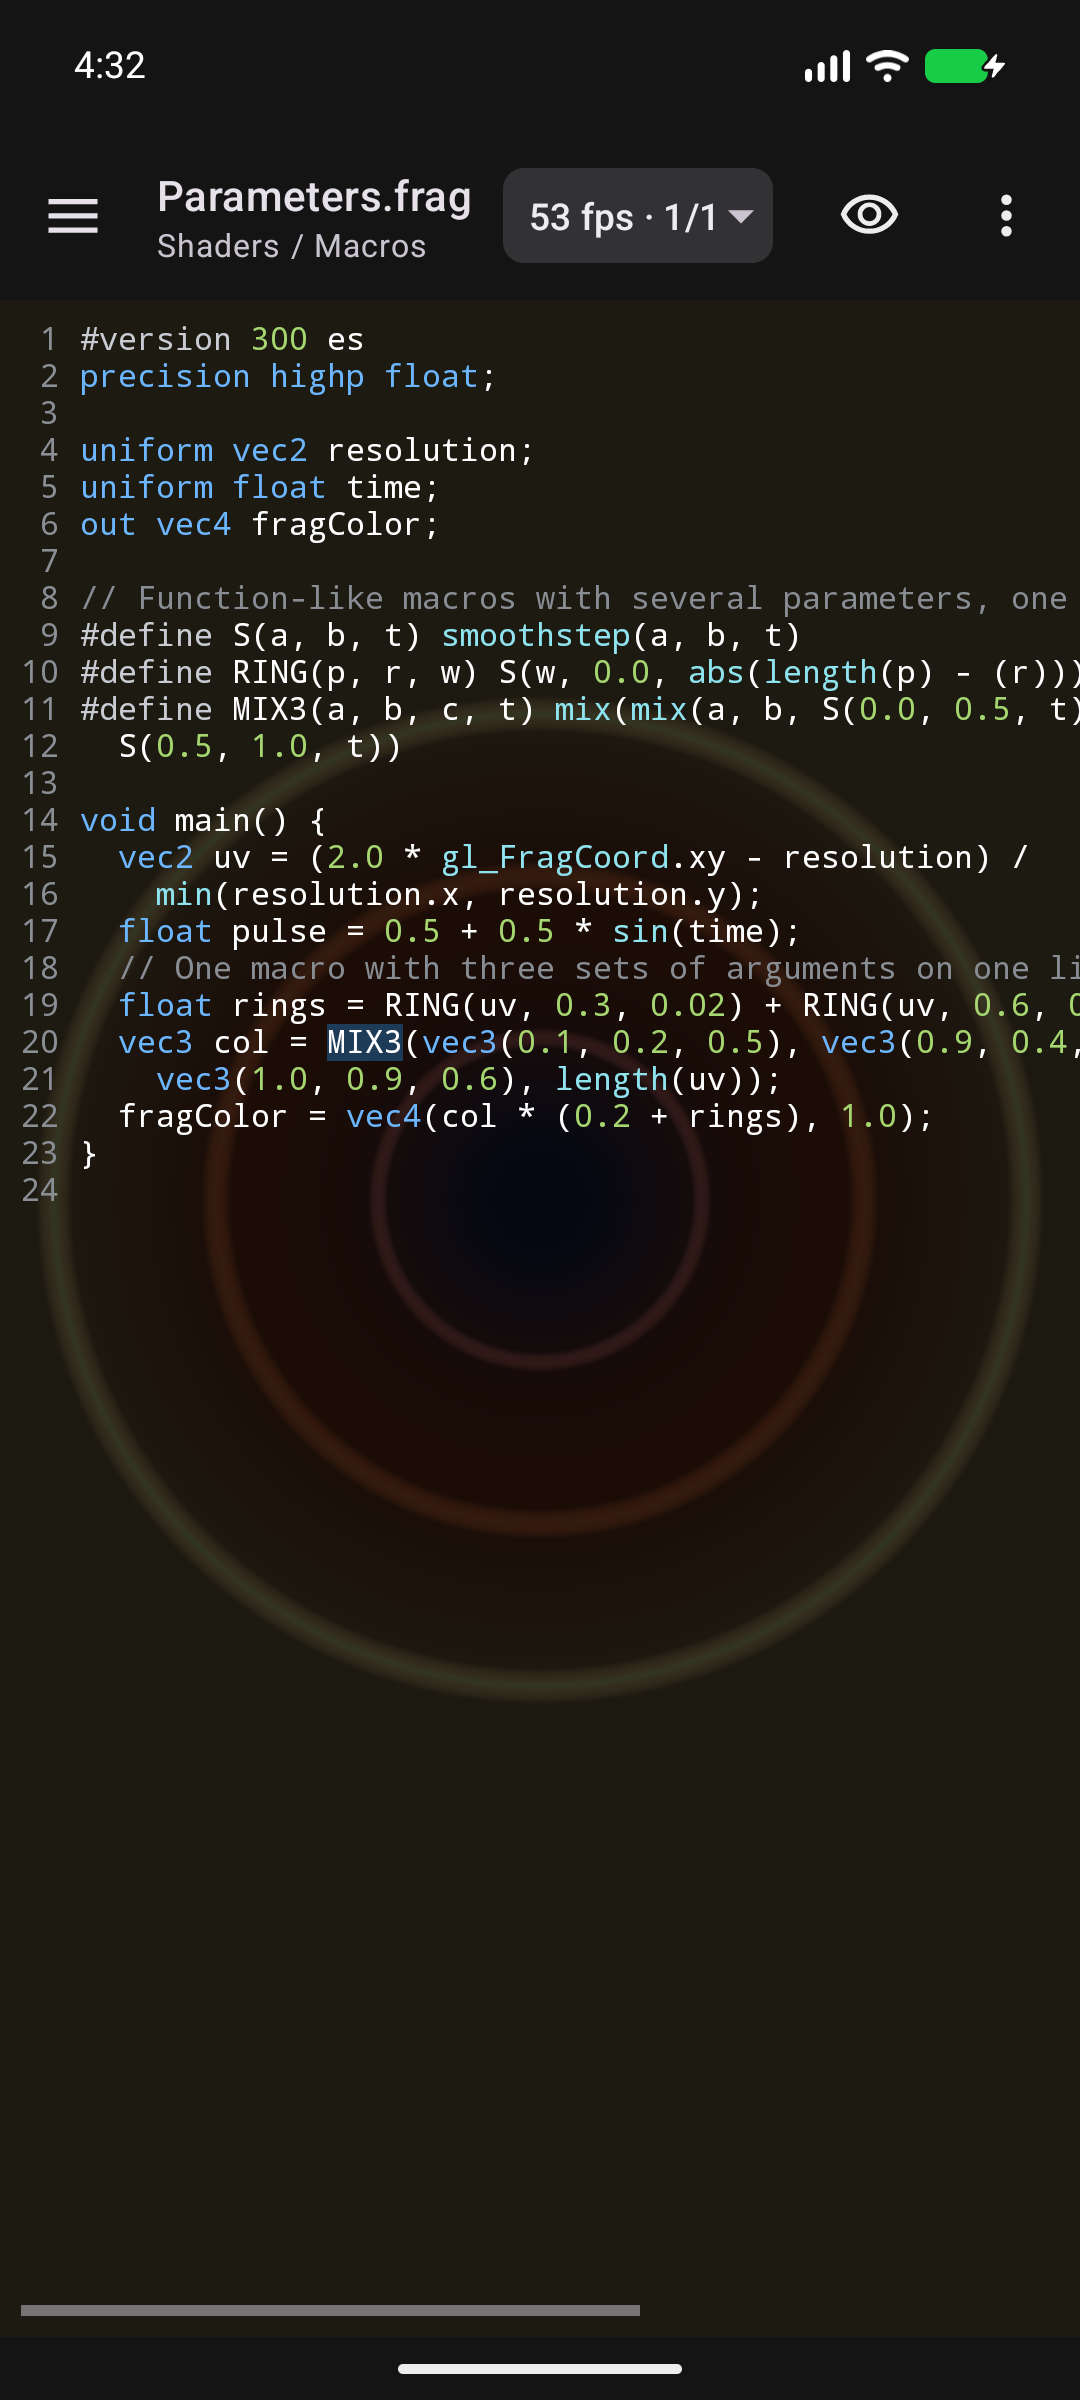 4:32
Parameters.frag
Shaders / Macros
53 fps · 1/1
1 #version 300 es
2 precision highp float;
3
4 uniform vec2 resolution;
5 uniform float time;
6 out vec4 fragColor;
7
8 // Function-like macros with several parameters, one
9 #define S(a, b, t) smoothstep(a, b, t)
10 #define RING(p, r, w) S(w, 0.0, abs(length(p) - (r)))
11 #define MIX3(a, b, c, t) mix(mix(a, b, S(0.0, 0.5, t)
12   S(0.5, 1.0, t))
13
14 void main() {
15   vec2 uv = (2.0 * gl_FragCoord.xy - resolution) /
16     min(resolution.x, resolution.y);
17   float pulse = 0.5 + 0.5 * sin(time);
18   // One macro with three sets of arguments on one li
19   float rings = RING(uv, 0.3, 0.02) + RING(uv, 0.6, 0
20   vec3 col = MIX3(vec3(0.1, 0.2, 0.5), vec3(0.9, 0.4,
21     vec3(1.0, 0.9, 0.6), length(uv));
22   fragColor = vec4(col * (0.2 + rings), 1.0);
23 }
24